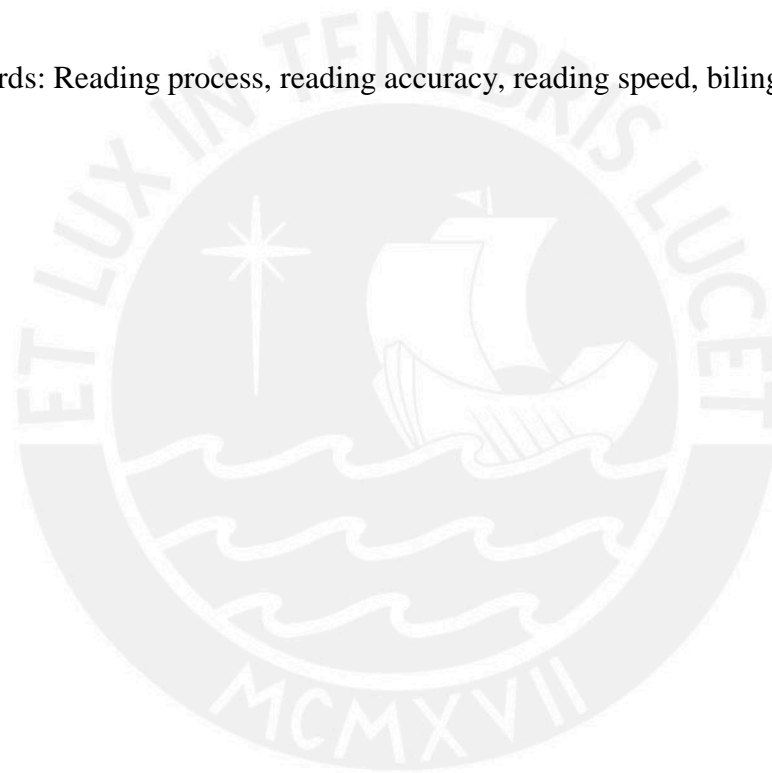 rds: Reading process, reading accuracy, reading speed, biling
ET LUX IN TENEBRIS LUCET
MCMXVII